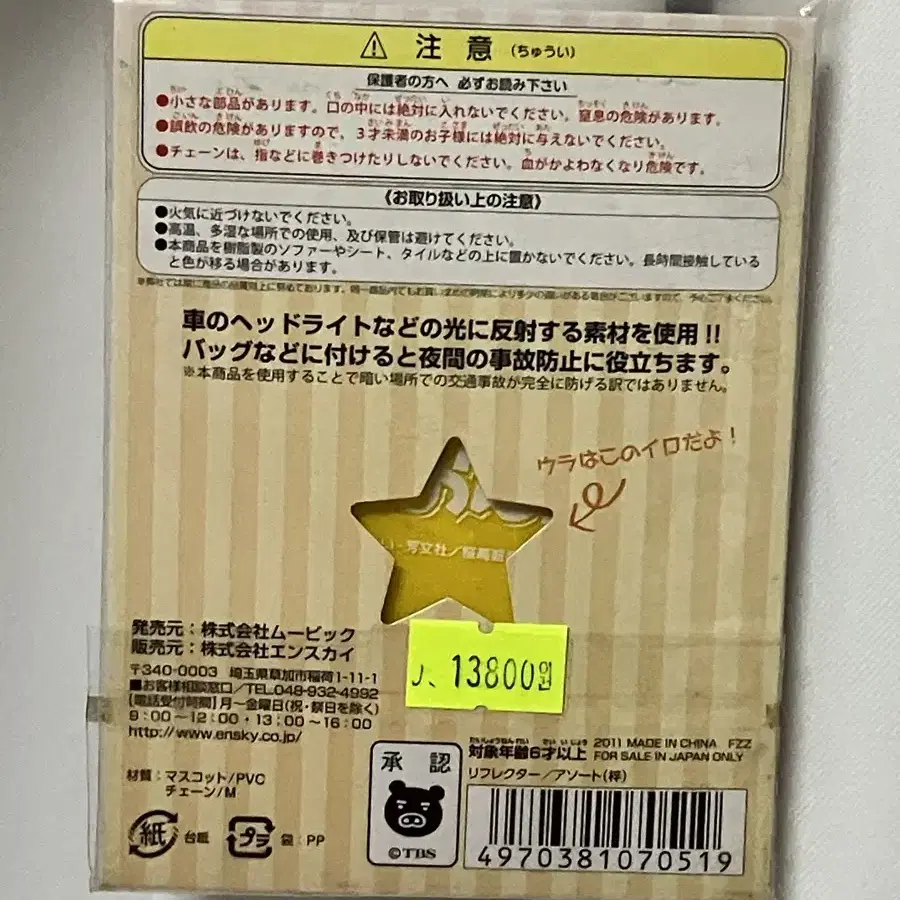 注意 (ちゅうい)
保護者の方へ 必ずお読み下さい
●小さな部品があります。口の中には絶対に入れないでください。窒息の危険があります。
●誤飲の危険がありますので、3才未満のお子様には絶対に与えないでください。
●チェーンは、指などに巻きつけたりしないでください。血がかよわなくなり危険です。
《お取り扱い上の注意》
●火気に近づけないでください。
●高温、多湿な場所での使用、及び保管は避けてください。
●本商品を樹脂製のソファーやシート、タイルなどの上に置かないでください。長時間接触している
と色が移る場合があります。
車のヘッドライトなどの光に反射する素材を使用!!
バッグなどに付けると夜間の事故防止に役立ちます。
※本商品を使用することで暗い場所での交通事故が完全に防げる訳ではありません。
ウラはこのイロだよ!
芳文社/
発売元:株式会社ムービック
販売元:株式会社エンスカイ
〒340-0003 埼玉県草加市稲荷1-11-1
■お客様相談窓口/TEL.048-932-4992
[電話受付時間]月〜金曜日(祝・祭日を除く)
9:00〜12:00・13:00〜16:00
http://www.ensky.co.jp/
13800원
材質:マスコット/PVC
チェーン/M
紙 台紙 プラ 袋:PP
承認
©TBS
対象年齢6才以上 2011 MADE IN CHINA FZZ
FOR SALE IN JAPAN ONLY
リフレクター/アソート(梓)
4970381070519